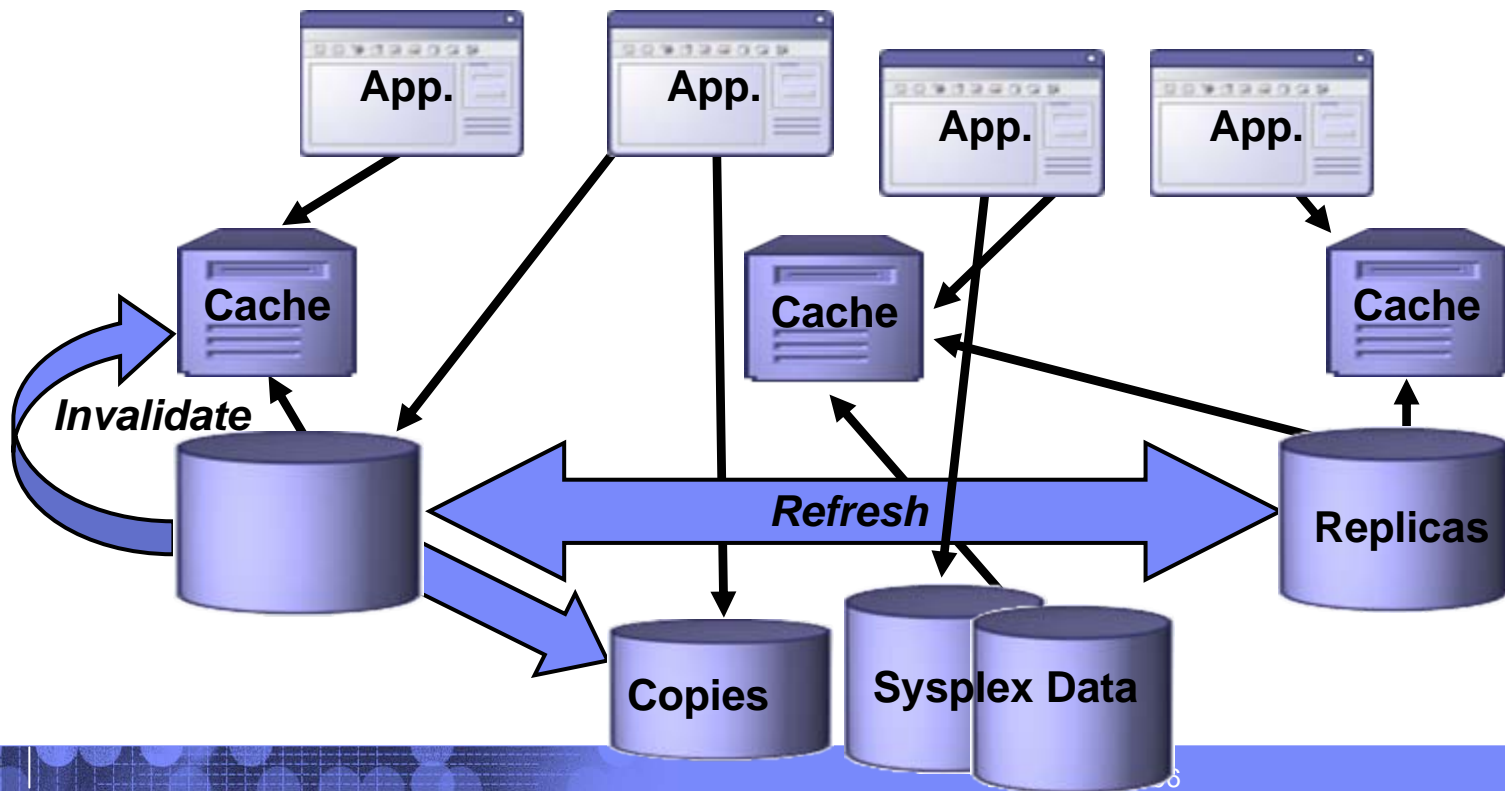 App.
App.
App.
App.
Cache
Cache
Cache
Invalidate
Refresh
Replicas
Copies
Sysplex Data